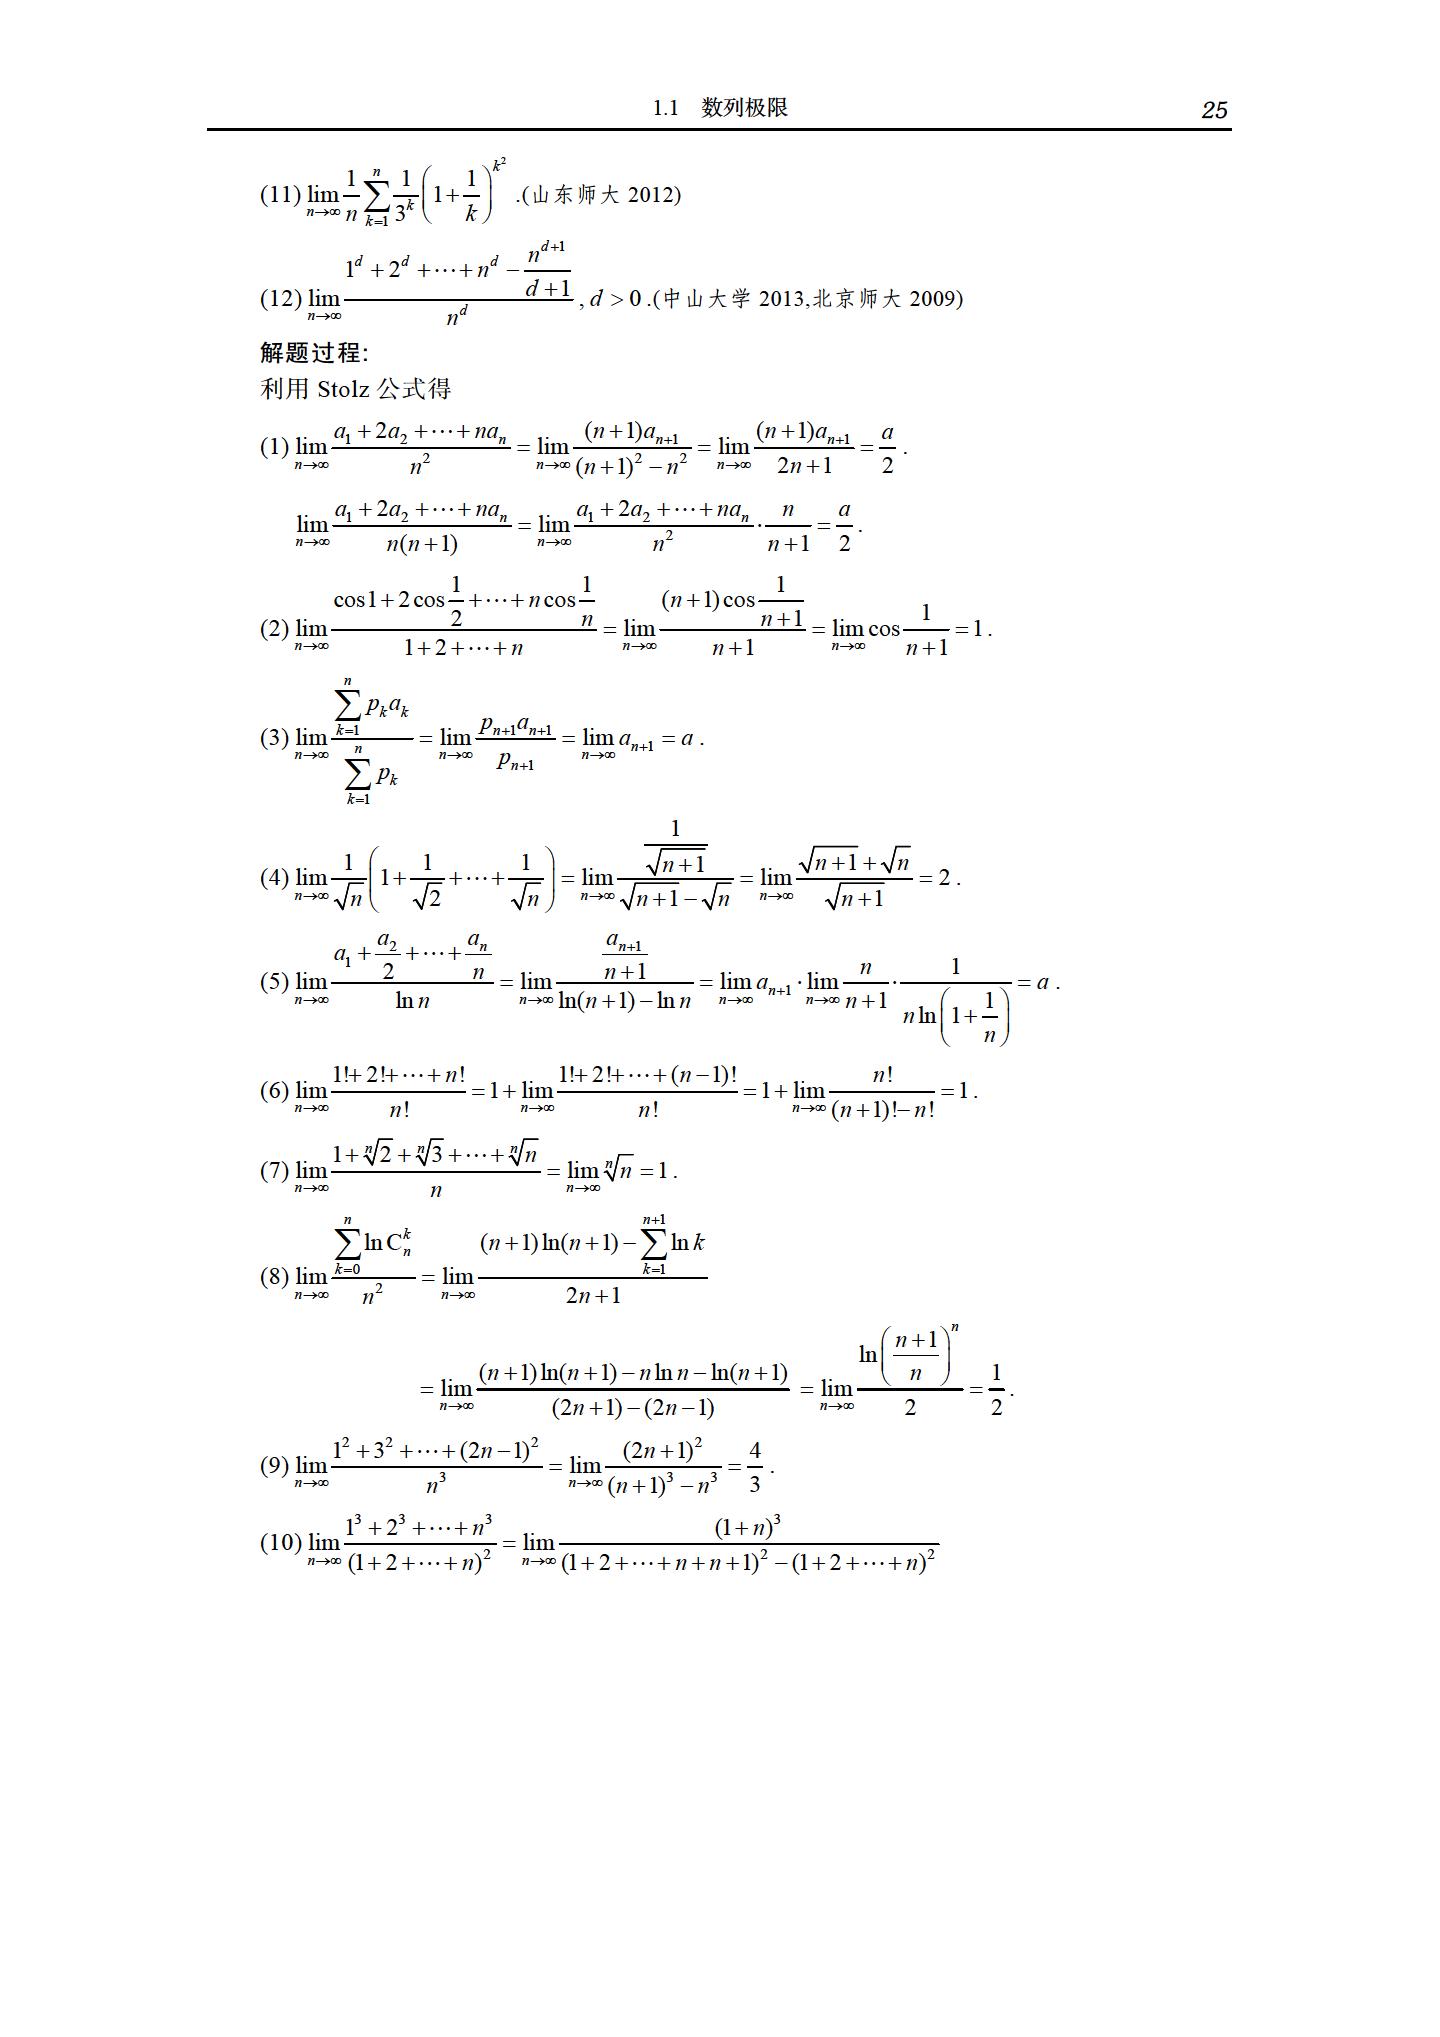 1.1 数列极限 25
(11) $\lim_{n\to\infty}\frac{1}{n}\sum_{k=1}^{n}\frac{1}{3^k}\left(1+\frac{1}{k}\right)^{k^2}$.(山东师大 2012)
(12) $\lim_{n\to\infty}\frac{1^d+2^d+\cdots+n^d-\frac{n^{d+1}}{d+1}}{n^d}, d>0$.(中山大学 2013,北京师大 2009)
解题过程:
利用 Stolz 公式得
(1) $\lim_{n\to\infty}\frac{a_1+2a_2+\cdots+na_n}{n^2}=\lim_{n\to\infty}\frac{(n+1)a_{n+1}}{(n+1)^2-n^2}=\lim_{n\to\infty}\frac{(n+1)a_{n+1}}{2n+1}=\frac{a}{2}$.
$\lim_{n\to\infty}\frac{a_1+2a_2+\cdots+na_n}{n(n+1)}=\lim_{n\to\infty}\frac{a_1+2a_2+\cdots+na_n}{n^2}\cdot\frac{n}{n+1}=\frac{a}{2}$.
(2) $\lim_{n\to\infty}\frac{\cos1+2\cos\frac{1}{2}+\cdots+n\cos\frac{1}{n}}{1+2+\cdots+n}=\lim_{n\to\infty}\frac{(n+1)\cos\frac{1}{n+1}}{n+1}=\lim_{n\to\infty}\cos\frac{1}{n+1}=1$.
(3) $\lim_{n\to\infty}\frac{\sum_{k=1}^{n}p_ka_k}{\sum_{k=1}^{n}p_k}=\lim_{n\to\infty}\frac{p_{n+1}a_{n+1}}{p_{n+1}}=\lim_{n\to\infty}a_{n+1}=a$.
(4) $\lim_{n\to\infty}\frac{1}{\sqrt{n}}\left(1+\frac{1}{\sqrt{2}}+\cdots+\frac{1}{\sqrt{n}}\right)=\lim_{n\to\infty}\frac{\frac{1}{\sqrt{n+1}}}{\sqrt{n+1}-\sqrt{n}}=\lim_{n\to\infty}\frac{\sqrt{n+1}+\sqrt{n}}{\sqrt{n+1}}=2$.
(5) $\lim_{n\to\infty}\frac{a_1+\frac{a_2}{2}+\cdots+\frac{a_n}{n}}{\ln n}=\lim_{n\to\infty}\frac{\frac{a_{n+1}}{n+1}}{\ln(n+1)-\ln n}=\lim_{n\to\infty}a_{n+1}\cdot\lim_{n\to\infty}\frac{n}{n+1}\cdot\frac{1}{n\ln\left(1+\frac{1}{n}\right)}=a$.
(6) $\lim_{n\to\infty}\frac{1!+2!+\cdots+n!}{n!}=1+\lim_{n\to\infty}\frac{1!+2!+\cdots+(n-1)!}{n!}=1+\lim_{n\to\infty}\frac{n!}{(n+1)!-n!}=1$.
(7) $\lim_{n\to\infty}\frac{1+\sqrt[n]{2}+\sqrt[n]{3}+\cdots+\sqrt[n]{n}}{n}=\lim_{n\to\infty}\sqrt[n]{n}=1$.
(8) $\lim_{n\to\infty}\frac{\sum_{k=0}^{n}\ln C_n^k}{n^2}=\lim_{n\to\infty}\frac{(n+1)\ln(n+1)-\sum_{k=1}^{n+1}\ln k}{2n+1}$
$=\lim_{n\to\infty}\frac{(n+1)\ln(n+1)-n\ln n-\ln(n+1)}{(2n+1)-(2n-1)}=\lim_{n\to\infty}\frac{\ln\left(\frac{n+1}{n}\right)^n}{2}=\frac{1}{2}$.
(9) $\lim_{n\to\infty}\frac{1^2+3^2+\cdots+(2n-1)^2}{n^3}=\lim_{n\to\infty}\frac{(2n+1)^2}{(n+1)^3-n^3}=\frac{4}{3}$.
(10) $\lim_{n\to\infty}\frac{1^3+2^3+\cdots+n^3}{(1+2+\cdots+n)^2}=\lim_{n\to\infty}\frac{(1+n)^3}{(1+2+\cdots+n+n+1)^2-(1+2+\cdots+n)^2}$